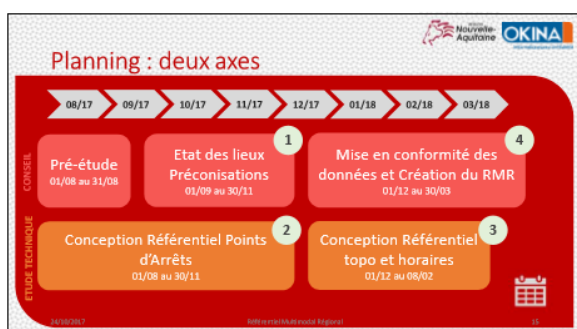 Nouvelle-
Aquitaine
OKINA
Planning : deux axes
08/17 09/17 10/17 11/17 12/17 01/18 02/18 03/18
CONSEIL
Pré-étude
01/08 au 31/08
1
Etat des lieux
Préconisations
01/09 au 30/11
4
Mise en conformité des
données et Création du RMR
01/12 au 30/03
ETUDE TECHNIQUE
2
Conception Référentiel Points
d'Arrêts
01/08 au 30/11
3
Conception Référentiel
topo et horaires
01/12 au 08/02
24/10/2017 Référentiel Multimodal Régional 15